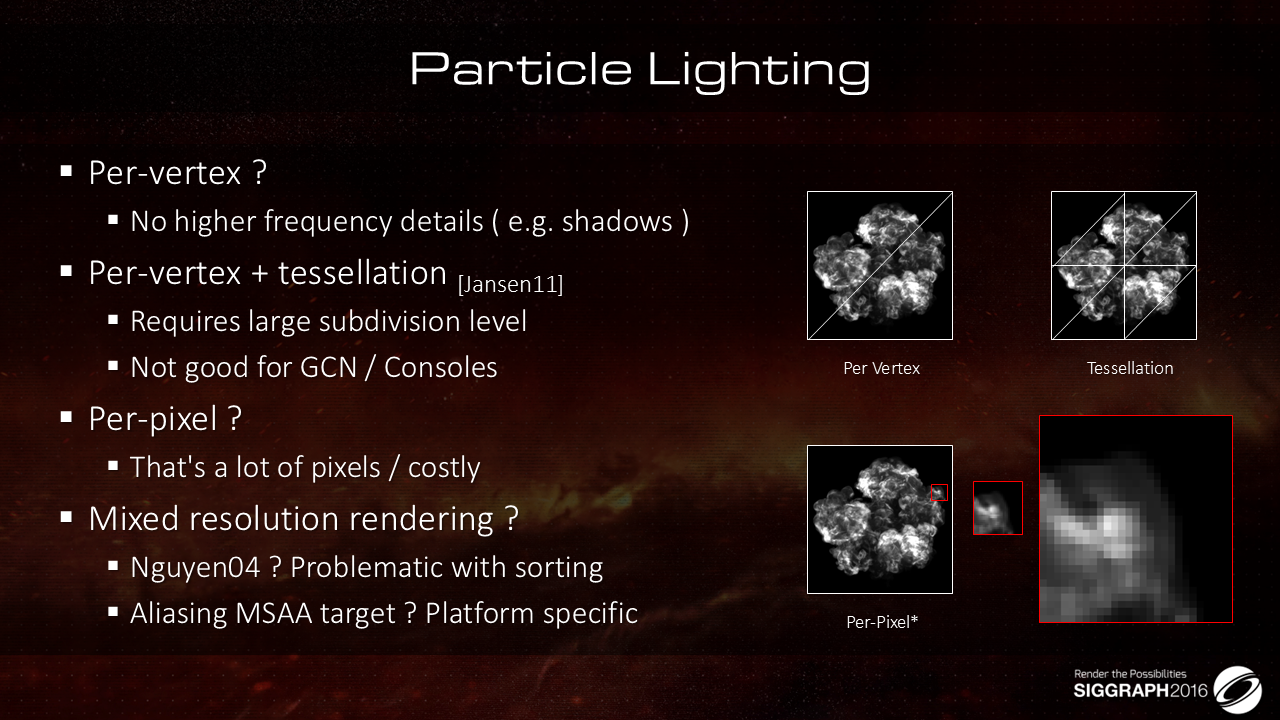 Particle Lighting
Per-vertex ?
No higher frequency details ( e.g. shadows )
Per-vertex + tessellation [Jansen11]
Requires large subdivision level
Not good for GCN / Consoles
Per-pixel ?
That's a lot of pixels / costly
Mixed resolution rendering ?
Nguyen04 ? Problematic with sorting
Aliasing MSAA target ? Platform specific
Per Vertex
Tessellation
Per-Pixel*
Render the Possibilities
SIGGRAPH2016